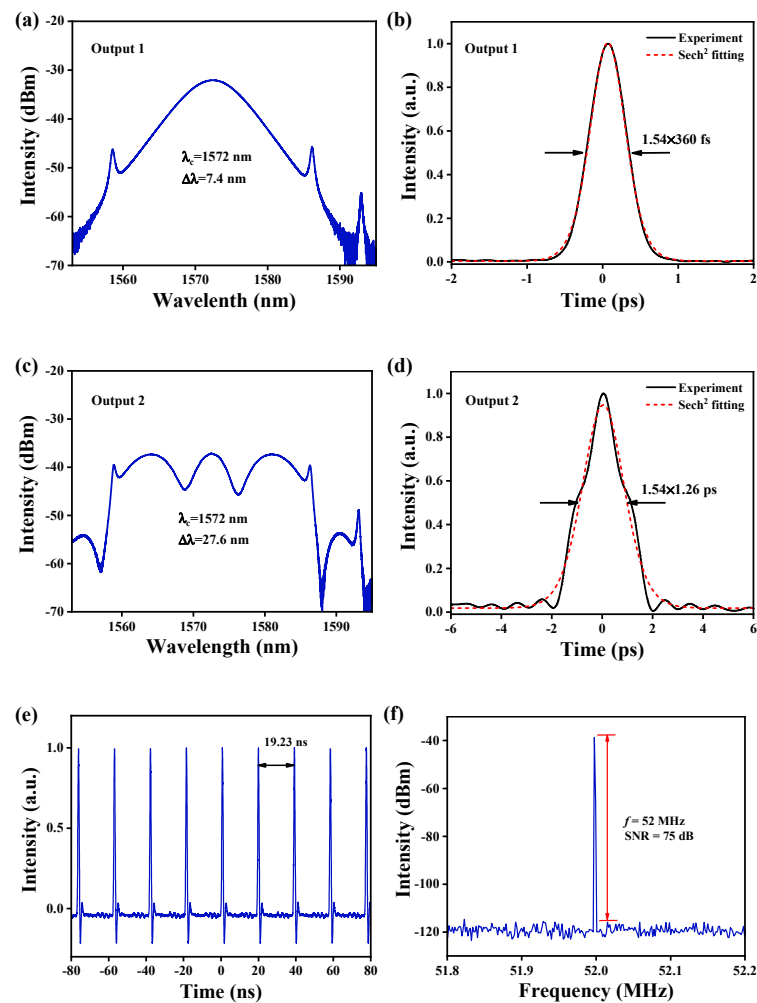 (a)
Output 1
λc=1572 nm
Δλ=7.4 nm
Intensity (dBm)
-20
-30
-40
-50
-60
-70
1560
1570
1580
1590
Wavelenth (nm)
(b)
Output 1
Experiment
Sech² fitting
1.54×360 fs
Intensity (a.u.)
1.0
0.8
0.6
0.4
0.2
0.0
-2
-1
0
1
2
Time (ps)
(c)
Output 2
λc=1572 nm
Δλ=27.6 nm
Intensity (dBm)
-20
-30
-40
-50
-60
-70
1560
1570
1580
1590
Wavelength (nm)
(d)
Output 2
Experiment
Sech² fitting
1.54×1.26 ps
Intensity (a.u.)
1.0
0.8
0.6
0.4
0.2
0.0
-6
-4
-2
0
2
4
6
Time (ps)
(e)
19.23 ns
Intensity (a.u.)
1.0
0.5
0.0
-80
-60
-40
-20
0
20
40
60
80
Time (ns)
(f)
f = 52 MHz
SNR = 75 dB
Intensity (dBm)
-40
-60
-80
-100
-120
51.8
51.9
52.0
52.1
52.2
Frequency (MHz)